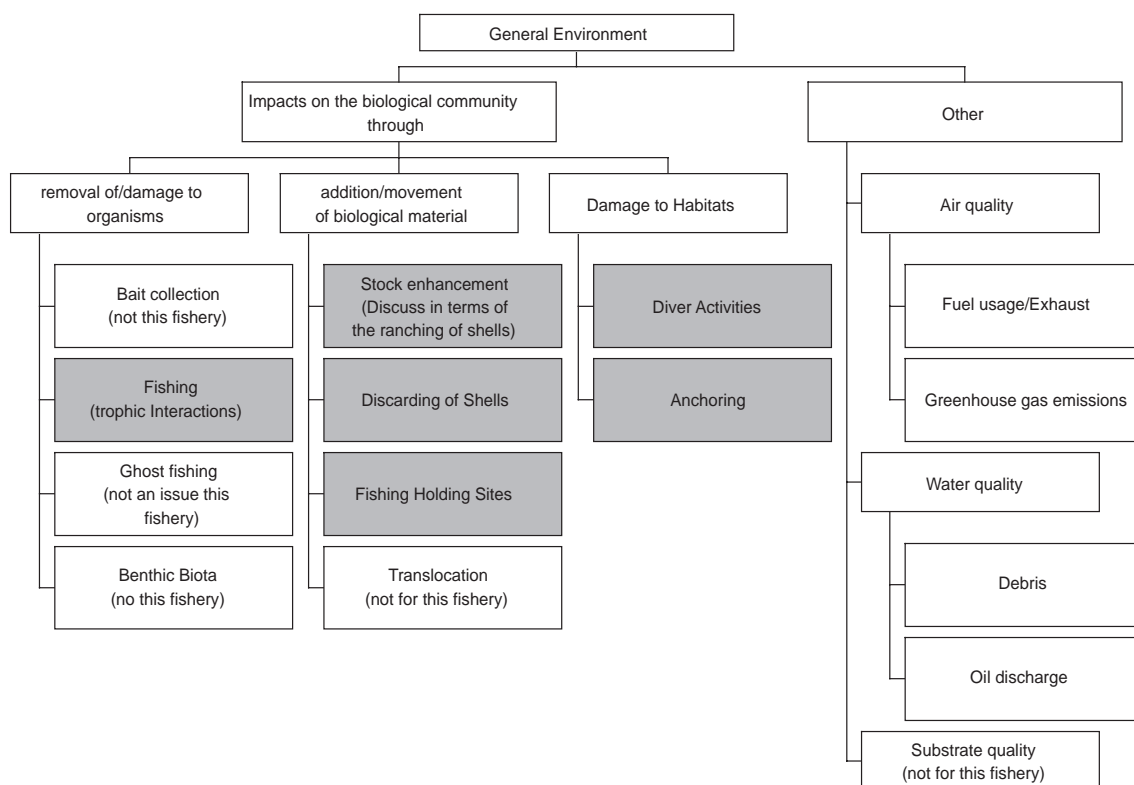 General Environment
Impacts on the biological community
through
Other
removal of/damage to
organisms
addition/movement
of biological material
Damage to Habitats
Bait collection
(not this fishery)
Fishing
(trophic Interactions)
Ghost fishing
(not an issue this
fishery)
Benthic Biota
(no this fishery)
Stock enhancement
(Discuss in terms of
the ranching of shells)
Discarding of Shells
Fishing Holding Sites
Translocation
(not for this fishery)
Diver Activities
Anchoring
Air quality
Fuel usage/Exhaust
Greenhouse gas emissions
Water quality
Debris
Oil discharge
Substrate quality
(not for this fishery)